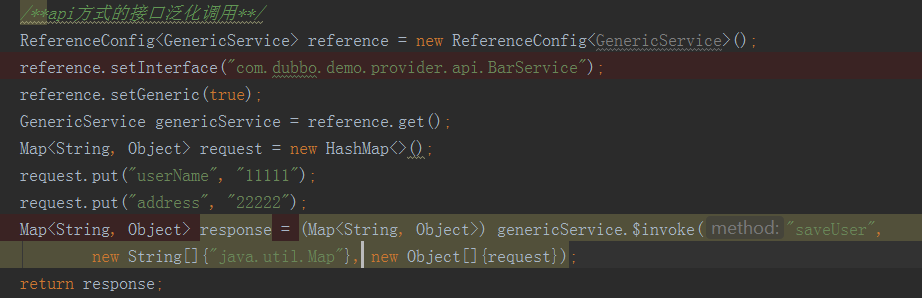 /**api方式的接口泛化调用**/
ReferenceConfig<GenericService> reference = new ReferenceConfig<GenericService>();
reference.setInterface("com.dubbo.demo.provider.api.BarService");
reference.setGeneric(true);
GenericService genericService = reference.get();
Map<String, Object> request = new HashMap<>();
request.put("userName", "11111");
request.put("address", "22222");
Map<String, Object> response = (Map<String, Object>) genericService.$invoke( method: "saveUser",
new String[]{"java.util.Map"}, new Object[]{request});
return response;